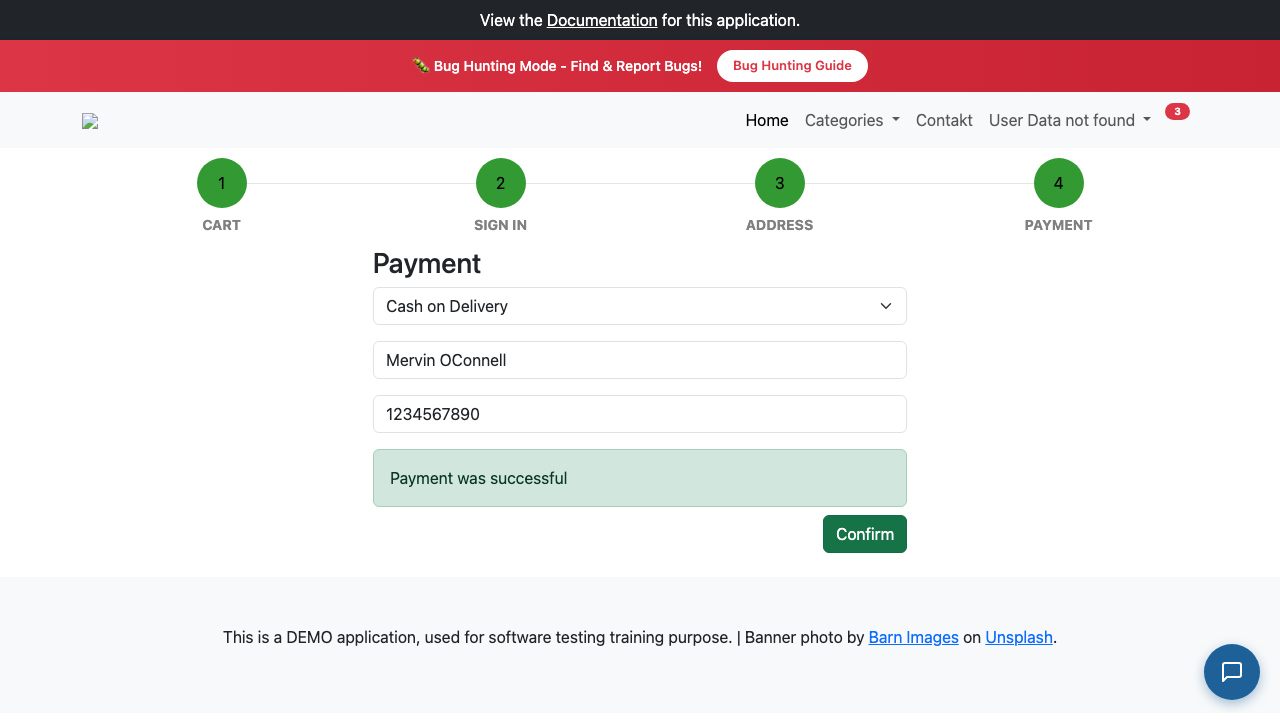 View the Documentation for this application.
🐛 Bug Hunting Mode - Find & Report Bugs! Bug Hunting Guide
Home Categories Contakt User Data not found 3
1 2 3 4
CART SIGN IN ADDRESS PAYMENT
Payment
Cash on Delivery
Mervin OConnell
1234567890
Payment was successful
Confirm
This is a DEMO application, used for software testing training purpose. | Banner photo by Barn Images on Unsplash.